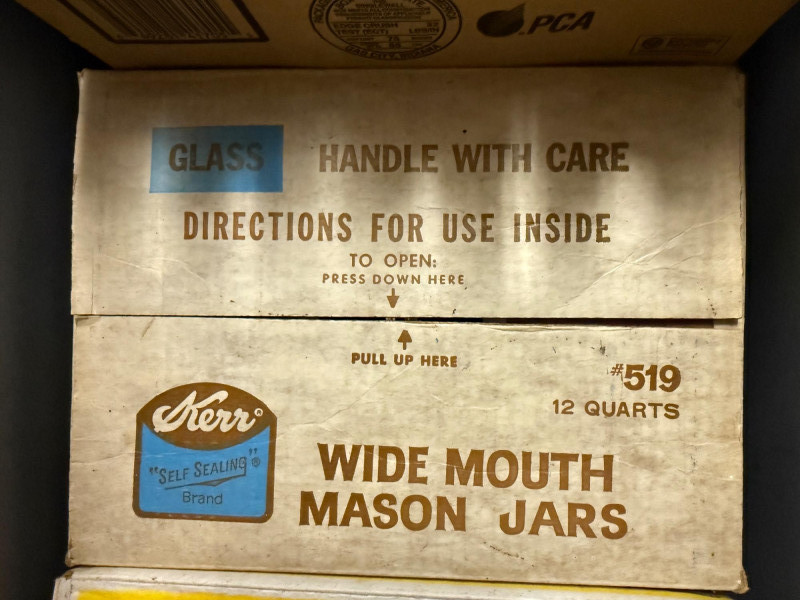 PCA
GLASS HANDLE WITH CARE
DIRECTIONS FOR USE INSIDE
TO OPEN:
PRESS DOWN HERE
PULL UP HERE
#519
12 QUARTS
Kerr®
"SELF SEALING"®
Brand
WIDE MOUTH
MASON JARS